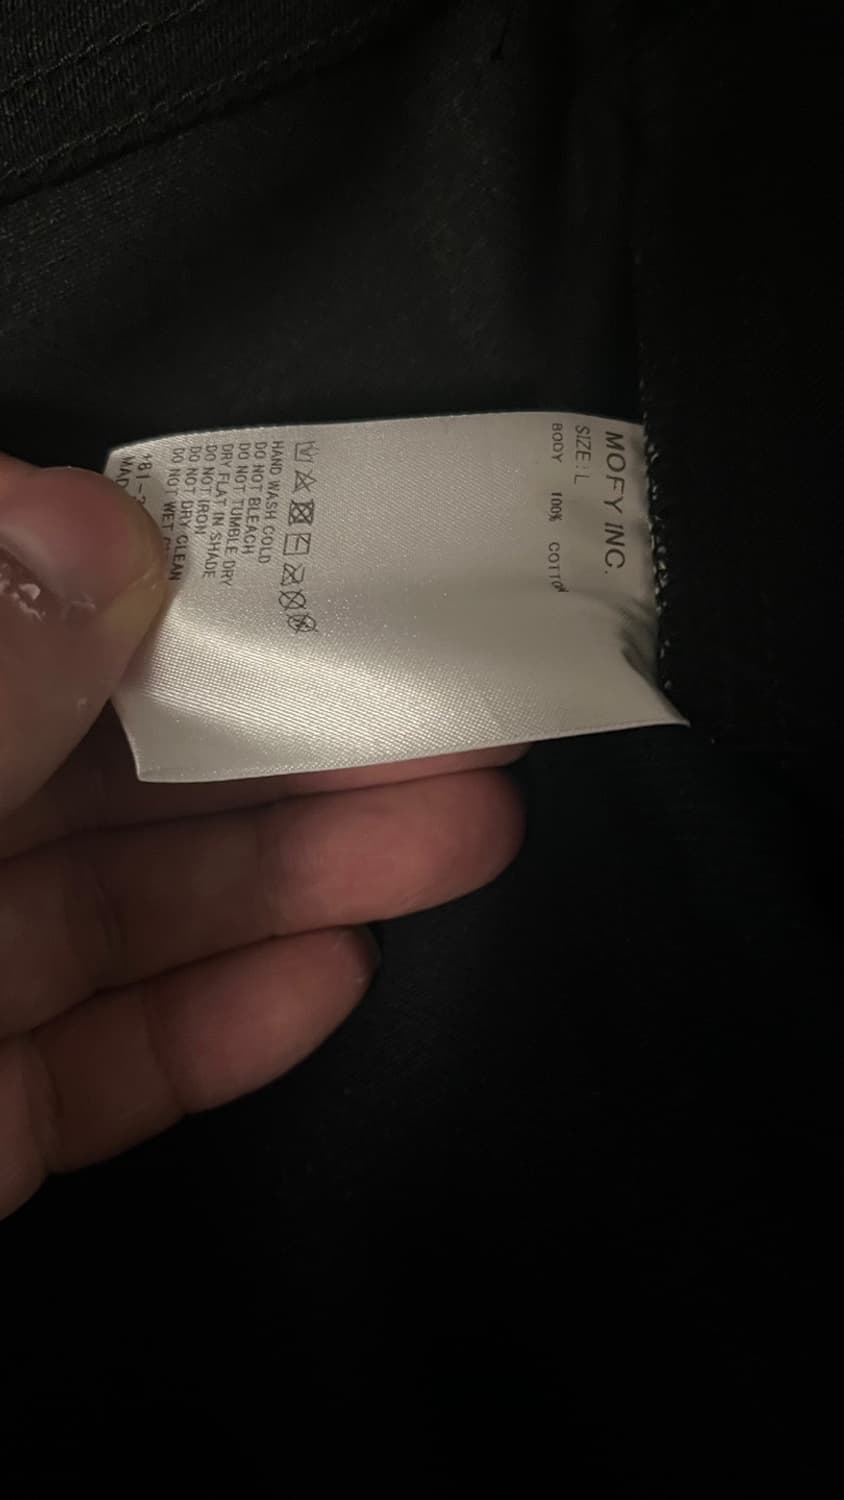 MOFY INC.
SIZE : L
BODY 100% COTTON
HAND WASH COLD
DO NOT BLEACH
DO NOT TUMBLE DRY
DRY FLAT IN SHADE
DO NOT IRON
DO NOT DRY CLEAN
DO NOT WET